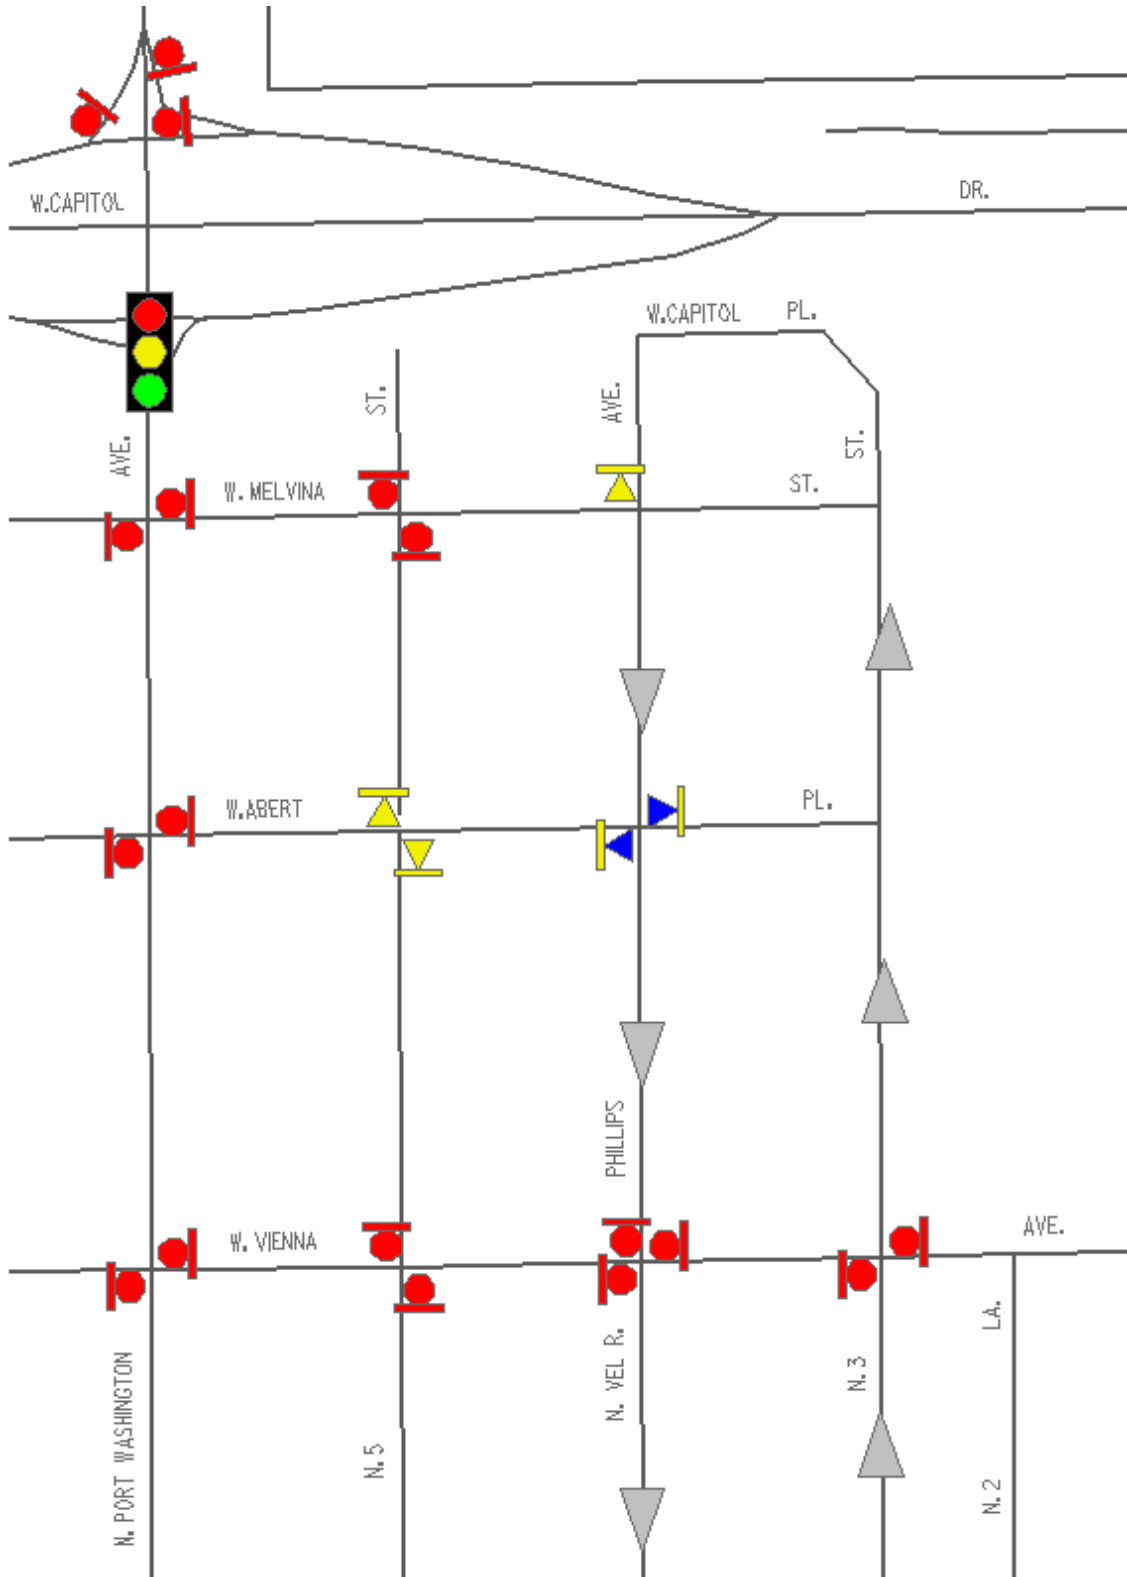 W.CAPITOL
DR.
W.CAPITOL PL.
ST.
AVE.
AVE.
ST.
W. MELVINA
ST.
W.ABERT
PL.
PHILLIPS
W. VIENNA
AVE.
LA.
N. VEL R.
N.3
N. PORT WASHINGTON
N.5
N.2